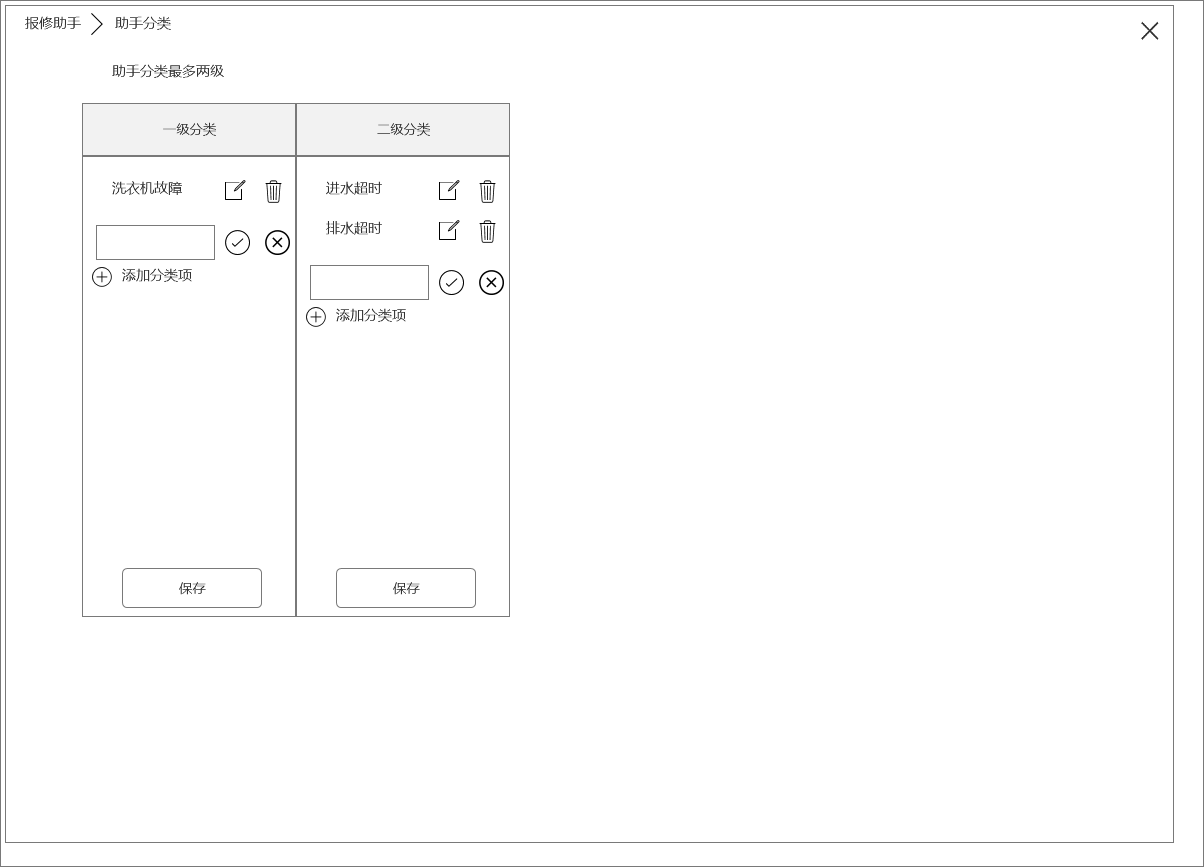 报修助手 助手分类
助手分类最多两级
一级分类 二级分类
洗衣机故障 进水超时
排水超时
添加分类项
添加分类项
保存 保存